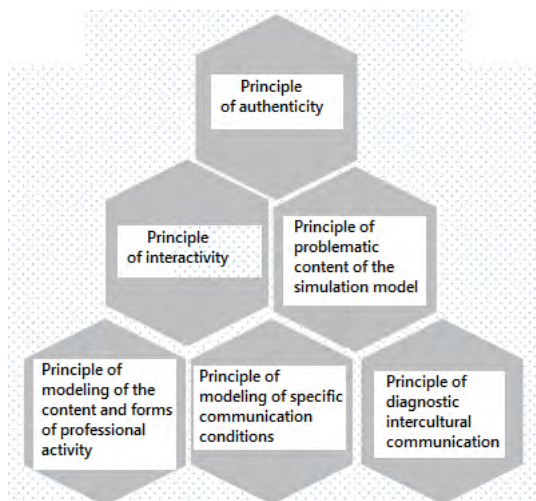 Principle
of authenticity
Principle
of interactivity
Principle of
problematic
content of the
simulation model
Principle of
modeling of the
content and forms
of professional
activity
Principle of
modeling of specific
communication
conditions
Principle of
diagnostic
intercultural
communication